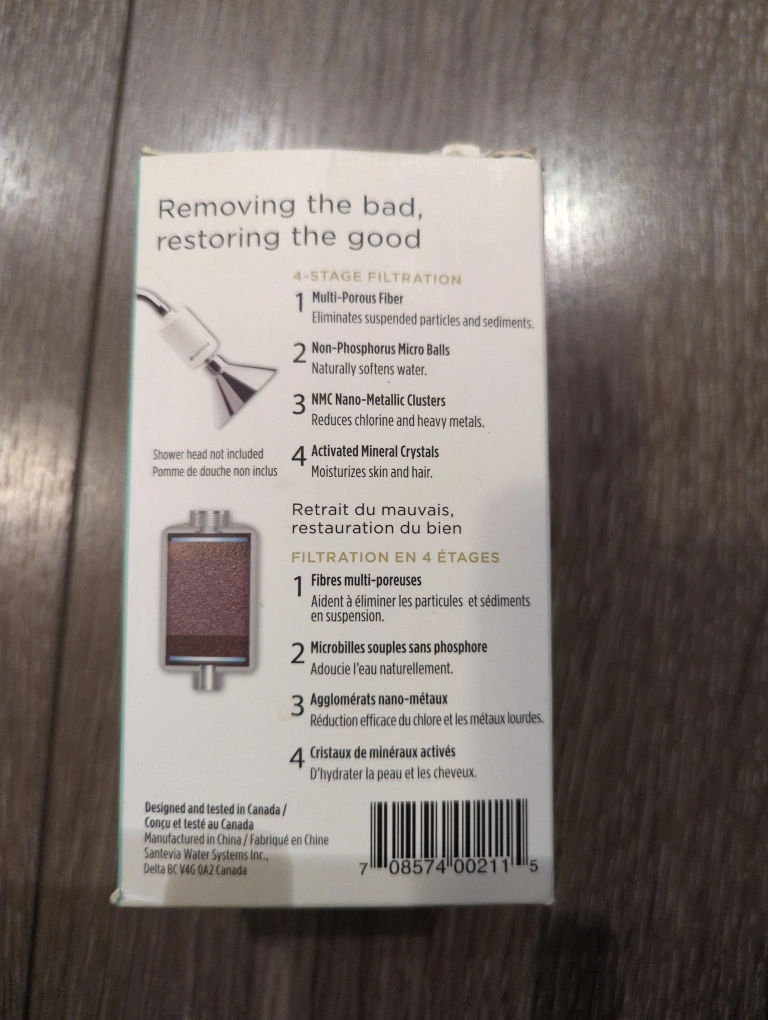 Removing the bad,
restoring the good
4-STAGE FILTRATION
1 Multi-Porous Fiber
Eliminates suspended particles and sediments.
2 Non-Phosphorus Micro Balls
Naturally softens water.
3 NMC Nano-Metallic Clusters
Reduces chlorine and heavy metals.
4 Activated Mineral Crystals
Moisturizes skin and hair.
Shower head not included
Pomme de douche non inclus
Retrait du mauvais,
restauration du bien
FILTRATION EN 4 ÉTAGES
1 Fibres multi-poreuses
Aident à éliminer les particules et sédiments
en suspension.
2 Microbilles souples sans phosphore
Adoucie l'eau naturellement.
3 Agglomérats nano-métaux
Réduction efficace du chlore et les métaux lourdes.
4 Cristaux de minéraux activés
D'hydrater la peau et les cheveux.
Designed and tested in Canada /
Conçu et testé au Canada
Manufactured in China / Fabriqué en Chine
Santevia Water Systems Inc.,
Delta BC V4G 0A2 Canada
7 08574 00211 5